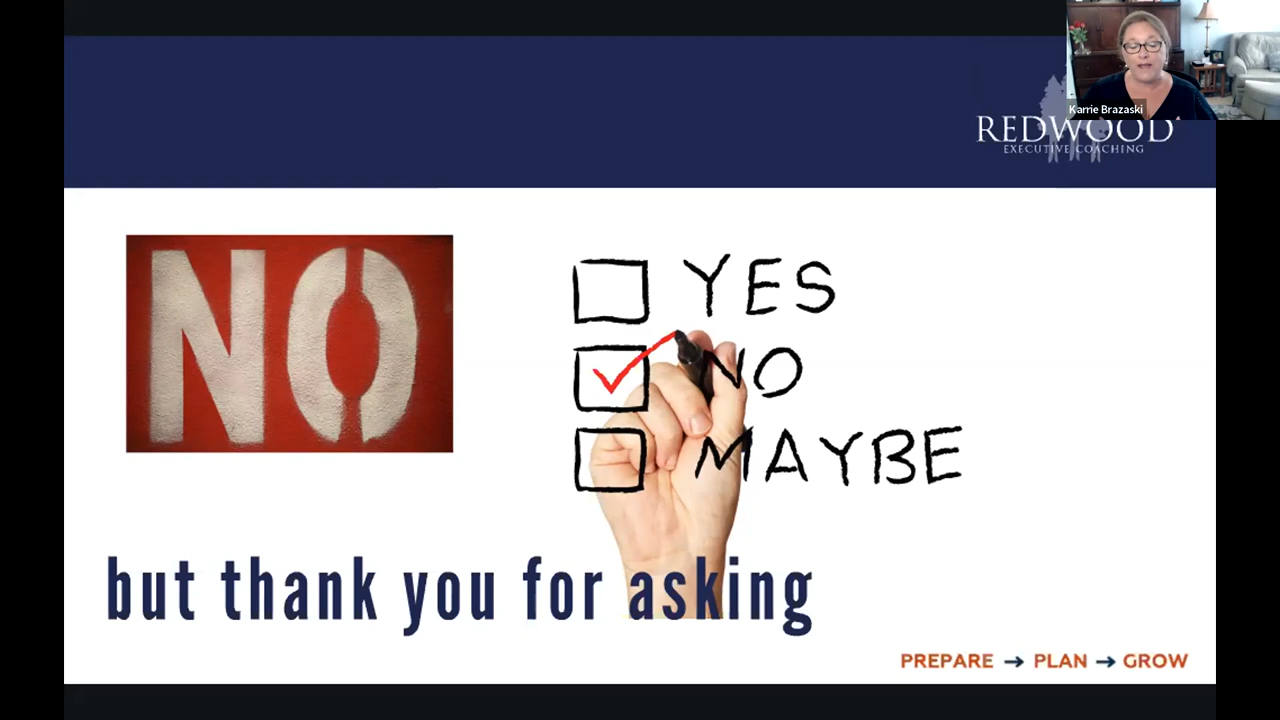 Karrie Brazaski
REDWOOD
EXECUTIVE COACHING
NO
YES
NO
MAYBE
but thank you for asking
PREPARE → PLAN → GROW